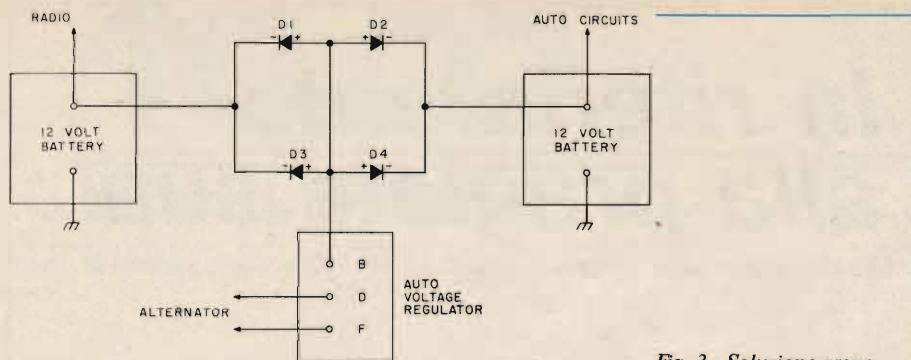 RADIO
D1
D2
AUTO CIRCUITS
- +
+ -
12 VOLT
BATTERY
12 VOLT
BATTERY
D3
D4
- +
+ -
B
D
F
AUTO
VOLTAGE
REGULATOR
ALTERNATOR
Fig. 3 - Soluzione